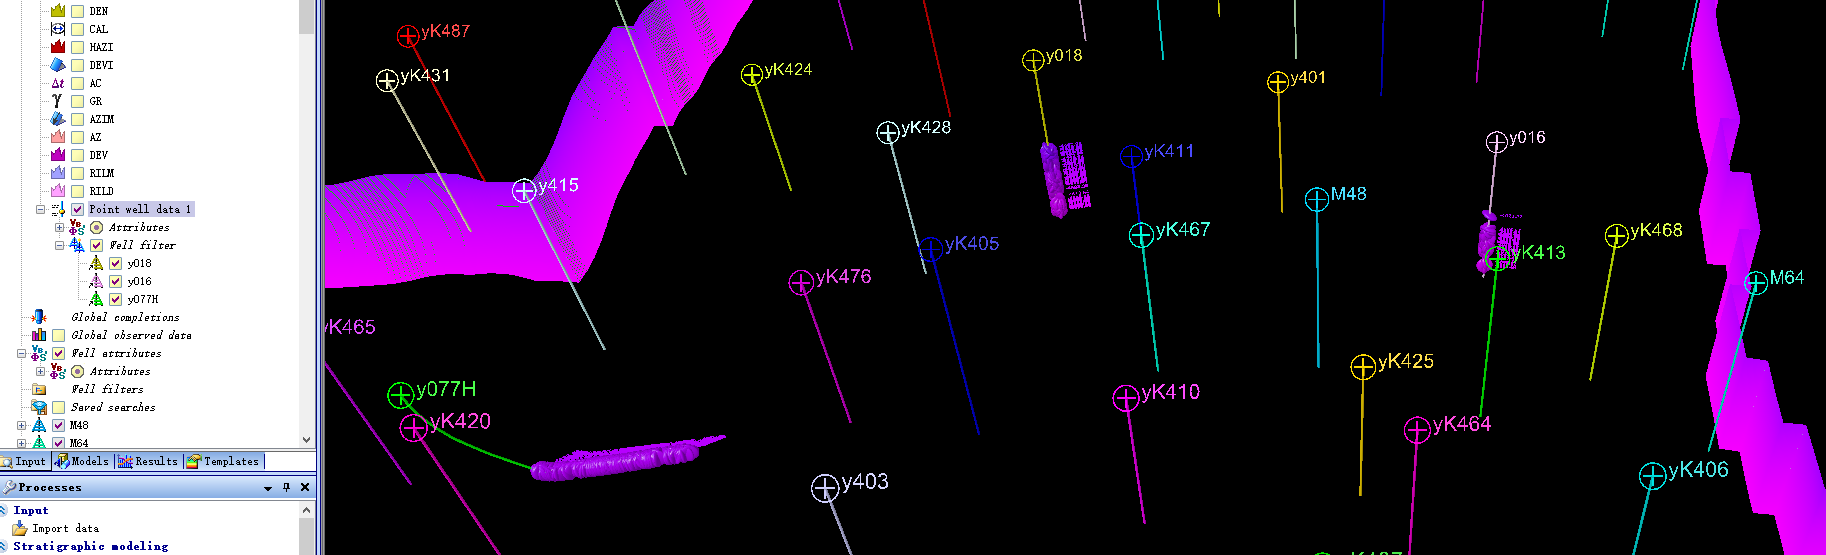 DEN
CAL
HAZI
DEVI
Δt AC
γ GR
AZIM
AZ
DEV
RILM
RILD
Point well data 1
Attributes
Well filter
y018
y016
y077H
Global completions
Global observed data
Well attributes
Attributes
Well filters
Saved searches
M48
M64
Input Models Results Templates
Processes
Input
Import data
Stratigraphic modeling
yK487
yK431
yK424
y018
y401
yK428
yK411
y016
y415
M48
yK405
yK467
yK413
yK468
yK476
M64
yK465
yK425
y077H
yK420
yK410
yK464
y403
yK406